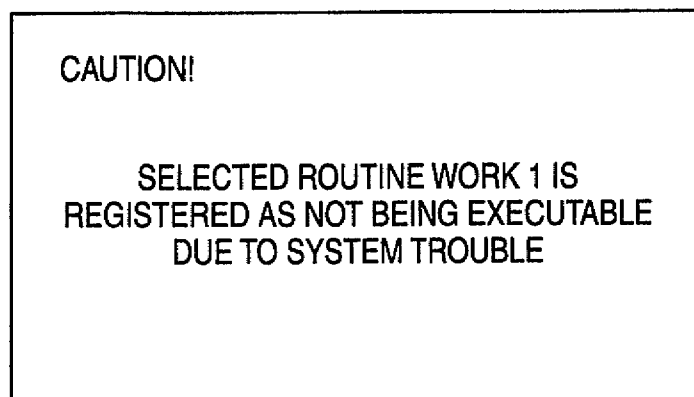 CAUTION!
SELECTED ROUTINE WORK 1 IS
REGISTERED AS NOT BEING EXECUTABLE
DUE TO SYSTEM TROUBLE